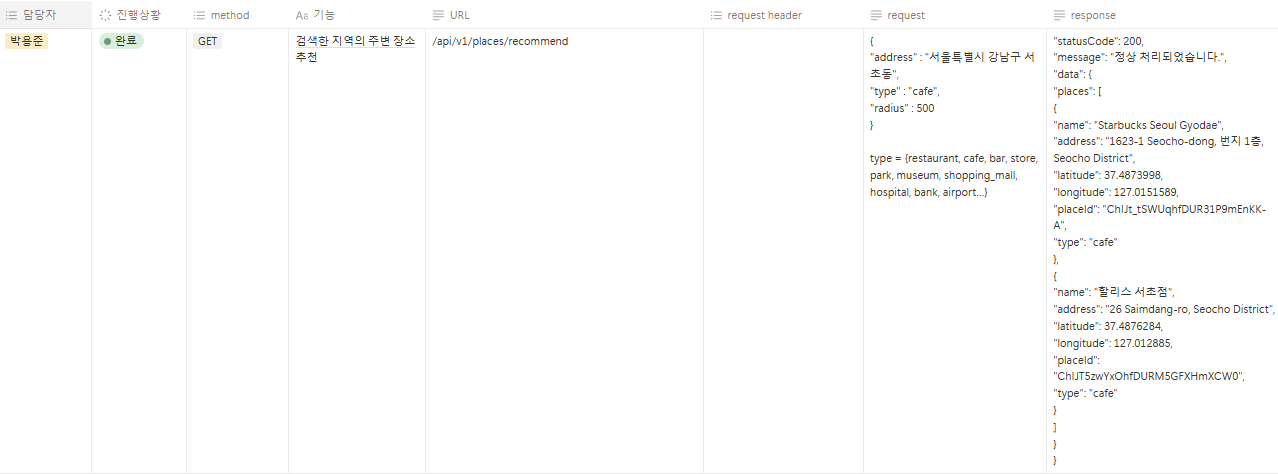 담당자
진행상황
method
기능
URL
request header
request
response
박용준
완료
GET
검색한 지역의 주변 장소
추천
/api/v1/places/recommend
{
"address" : "서울특별시 강남구 서
초동",
"type" : "cafe",
"radius" : 500
}
type = {restaurant, cafe, bar, store,
park, museum, shopping_mall,
hospital, bank, airport...}
"statusCode": 200,
"message": "정상 처리되었습니다.",
"data": {
"places": [
{
"name": "Starbucks Seoul Gyodae",
"address": "1623-1 Seocho-dong, 번지 1층,
Seocho District",
"latitude": 37.4873998,
"longitude": 127.0151589,
"placeId": "ChIJt_tSWUqhfDUR31P9mEnKK-
A",
"type": "cafe"
},
{
"name": "할리스 서초점",
"address": "26 Saimdang-ro, Seocho District",
"latitude": 37.4876284,
"longitude": 127.012885,
"placeId":
"ChIJT5zwYxOhfDURM5GFXHmXCW0",
"type": "cafe"
}
]
}
}